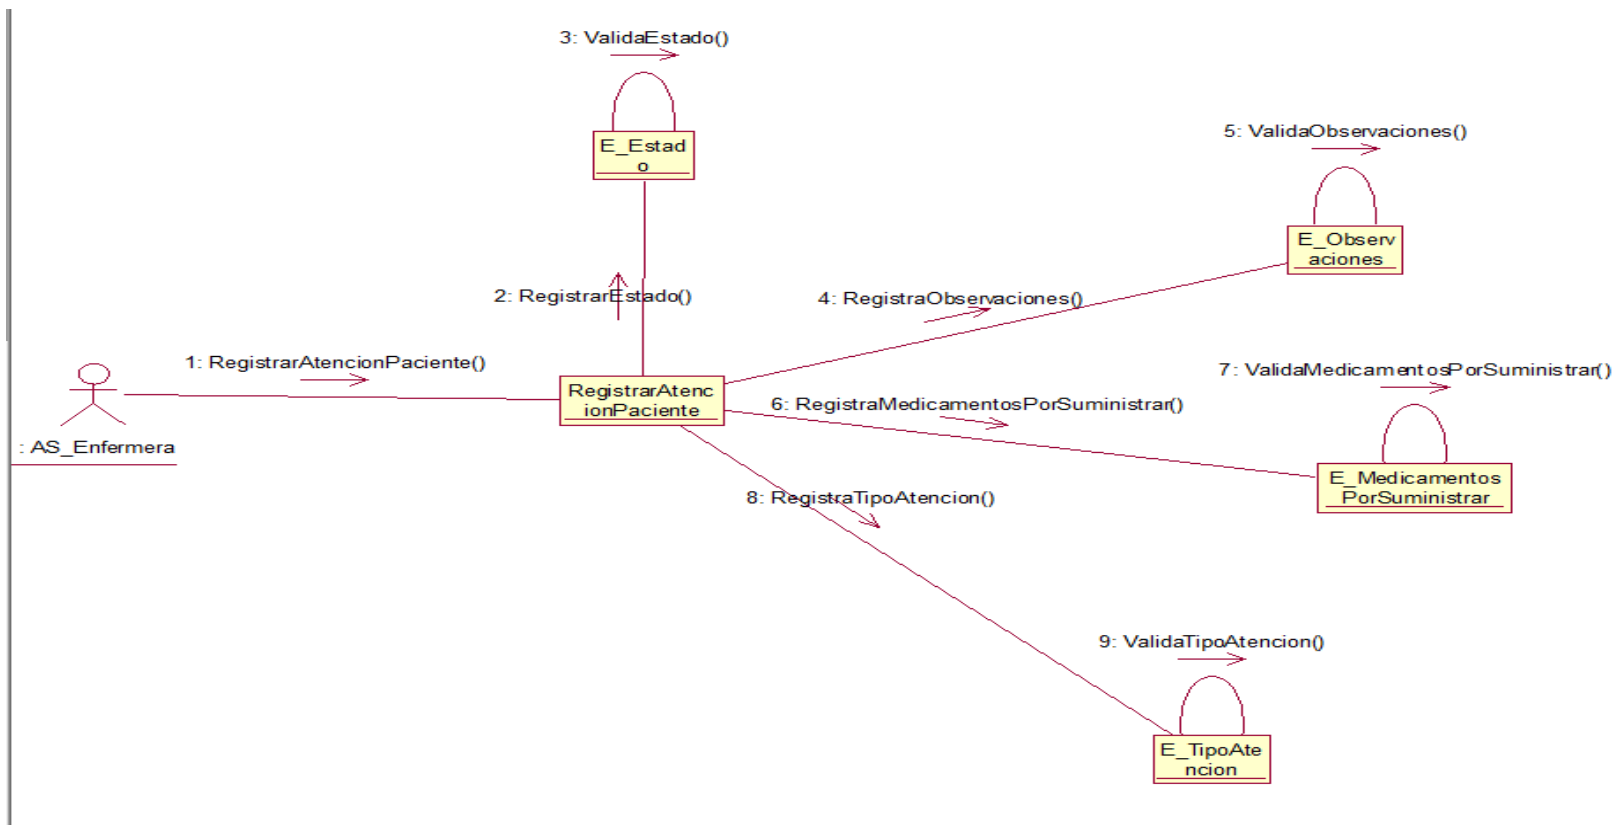 3: ValidaEstado()
E_Estad
o
5: ValidaObservaciones()
E_Observ
aciones
2: RegistrarEstado()
4: RegistraObservaciones()
1: RegistrarAtencionPaciente()
7: ValidaMedicamentosPorSuministrar()
RegistrarAtenc
ionPaciente
6: RegistraMedicamentosPorSuministrar()
: AS_Enfermera
E_Medicamentos
PorSuministrar
8: RegistraTipoAtencion()
9: ValidaTipoAtencion()
E_TipoAte
ncion